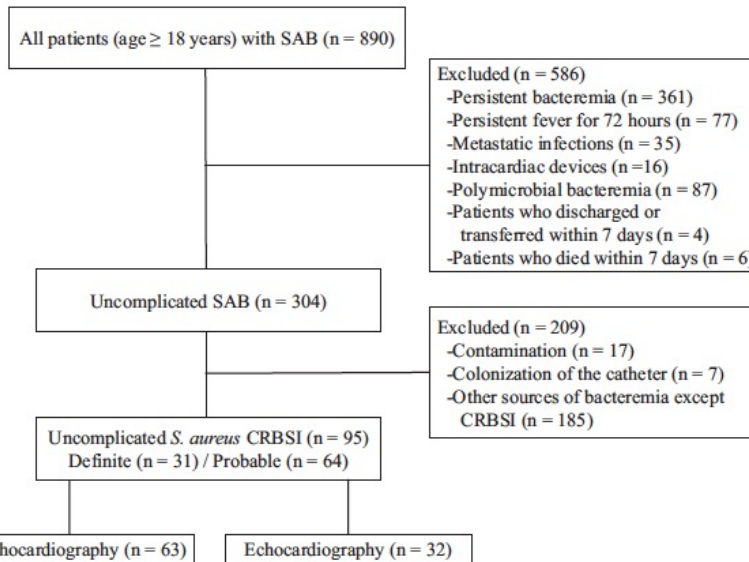 All patients (age ≥ 18 years) with SAB (n = 890)
Excluded (n = 586)
-Persistent bacteremia (n = 361)
-Persistent fever for 72 hours (n = 77)
-Metastatic infections (n = 35)
-Intracardiac devices (n =16)
-Polymicrobial bacteremia (n = 87)
-Patients who discharged or
transferred within 7 days (n = 4)
-Patients who died within 7 days (n = 6
Uncomplicated SAB (n = 304)
Excluded (n = 209)
-Contamination (n = 17)
-Colonization of the catheter (n = 7)
-Other sources of bacteremia except
CRBSI (n = 185)
Uncomplicated S. aureus CRBSI (n = 95)
Definite (n = 31) / Probable (n = 64)
hocardiography (n = 63)
Echocardiography (n = 32)